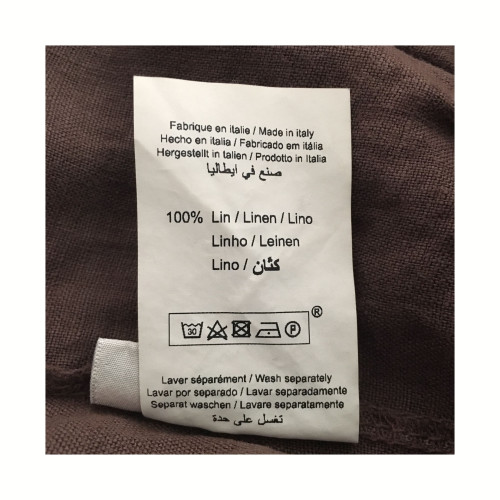 Fabrique en italie / Made in italy
Hecho en italia / Fabricado em itália
Hergestellt in talien / Prodotto in Italia
صنع في ايطاليا
100% Lin / Linen / Lino
Linho / Leinen
Lino / كتان
30 P ®
Laver séparément / Wash separately
Lavar por separado / Lavar separadamente
Separat waschen / Lavare separatamente
تغسل على حدة